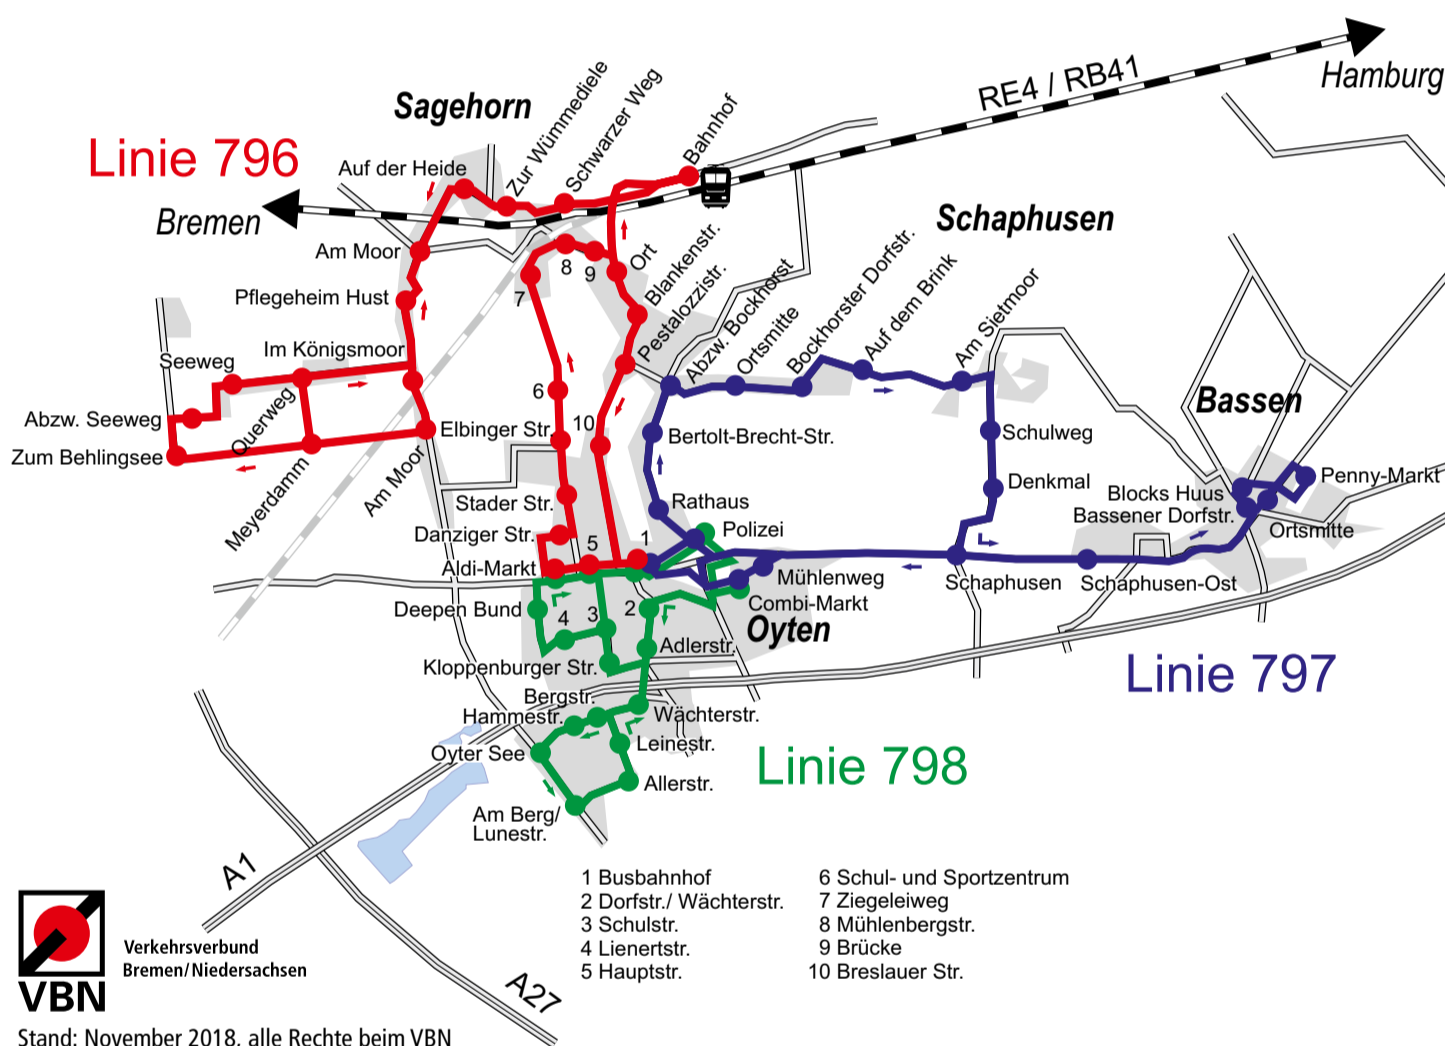 RE4 / RB41
Hamburg
Sagehorn
Linie 796
Bremen
Auf der Heide
Zur Wümmediele
Schwarzer Weg
Bahnhof
Schaphusen
Am Moor
Pflegeheim Hust
Im Königsmoor
Seeweg
Abzw. Seeweg
Zum Behlingsee
Querweg
Meyerdamm
Am Moor
7
8
9
Ort
Blankenstr.
Pestalozzistr.
Abzw. Bockhorst
Ortsmitte
Bockhorster Dorfstr.
Auf dem Brink
Am Sietmoor
6
10
Elbinger Str.
Bertolt-Brecht-Str.
Schulweg
Bassen
Stader Str.
Rathaus
Denkmal
Penny-Markt
Blocks Huus
Bassener Dorfstr.
Ortsmitte
Danziger Str.
5
1
Polizei
Aldi-Markt
Mühlenweg
Schaphusen
Schaphusen-Ost
Deepen Bund
4
3
2
Combi-Markt
Oyten
Kloppenburger Str.
Adlerstr.
Linie 797
Bergstr.
Hammestr.
Wächterstr.
Oyter See
Leinestr.
Linie 798
Allerstr.
Am Berg/
Lunestr.
A1
A27
1 Busbahnhof
2 Dorfstr./ Wächterstr.
3 Schulstr.
4 Lienertstr.
5 Hauptstr.
6 Schul- und Sportzentrum
7 Ziegeleiweg
8 Mühlenbergstr.
9 Brücke
10 Breslauer Str.
VBN
Verkehrsverbund
Bremen/Niedersachsen
Stand: November 2018, alle Rechte beim VBN